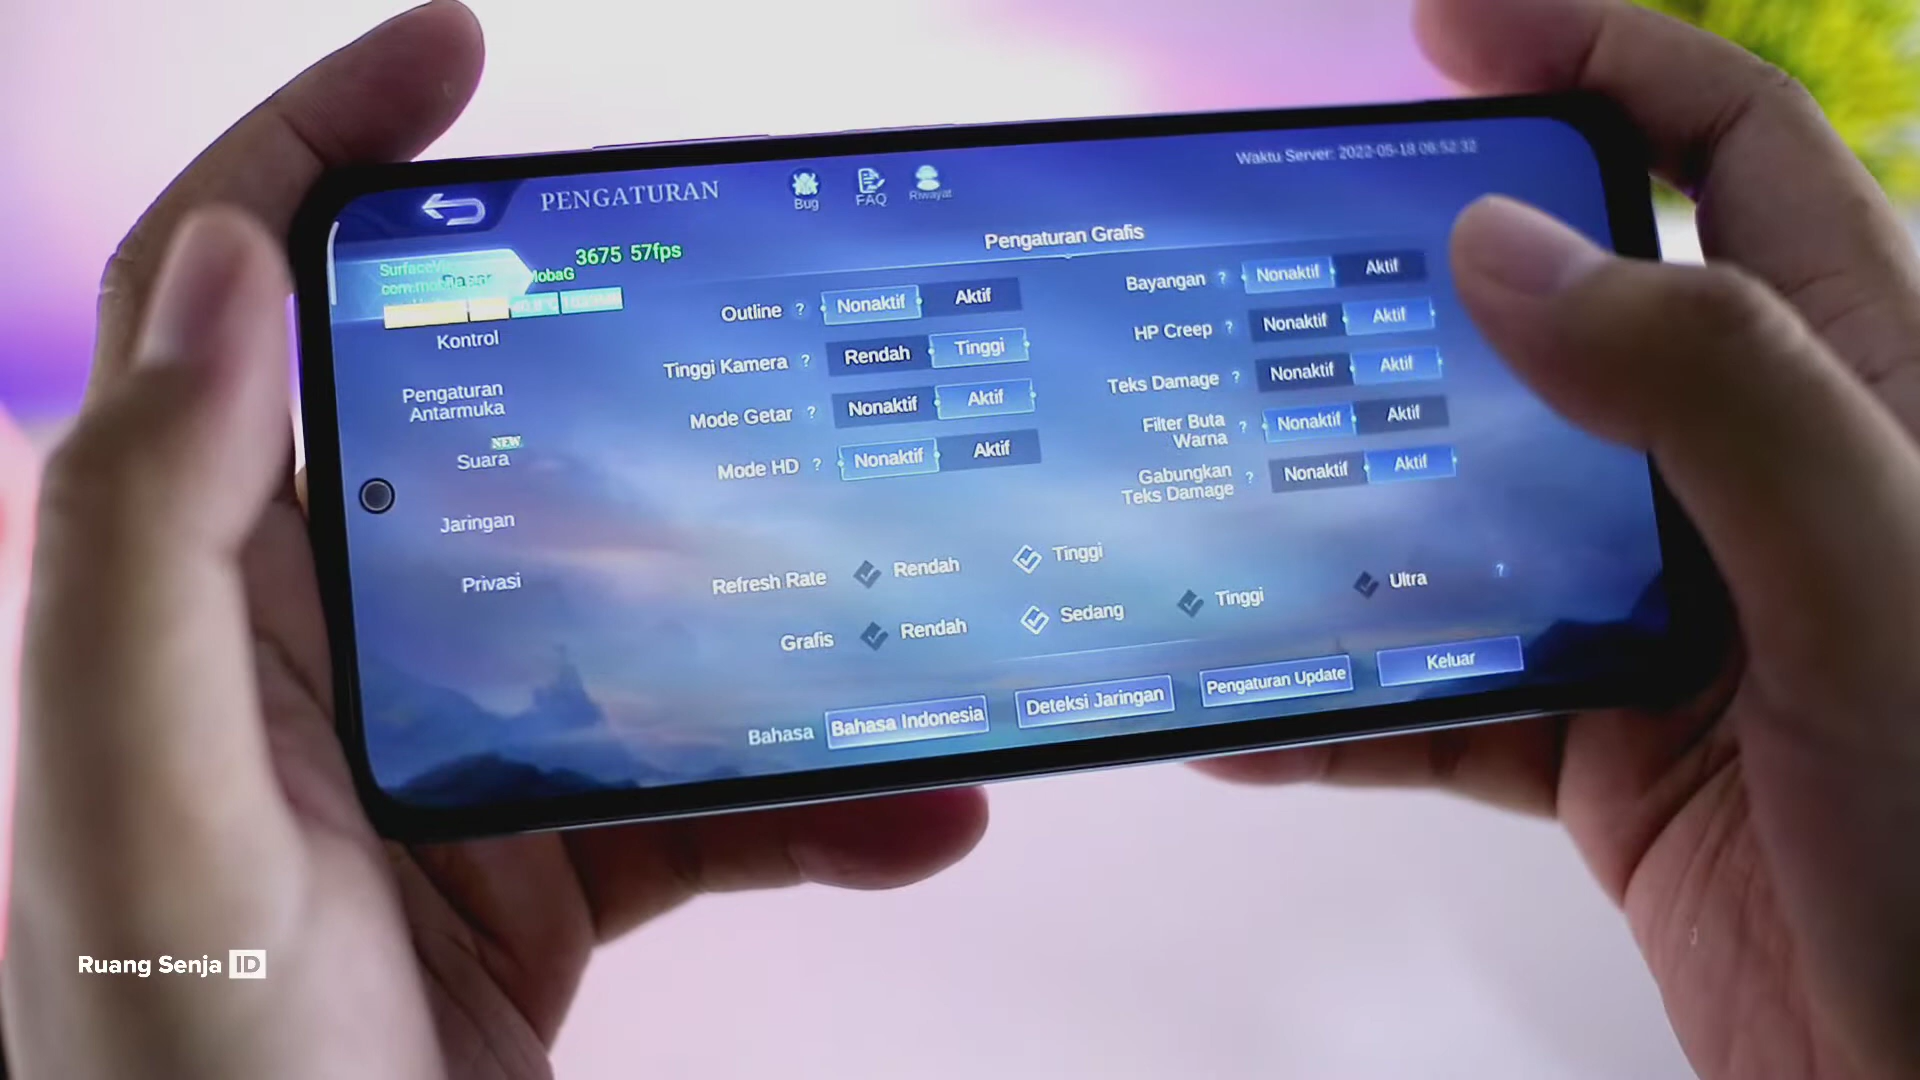 PENGATURAN
Bug
FAQ
Riwayat
Waktu Server: 2022-05-18 06:52:32
3675 57fps
Pengaturan Grafis
Kontrol
Pengaturan
Antarmuka
NEW
Suara
Jaringan
Privasi
Outline ? Nonaktif Aktif
Tinggi Kamera ? Rendah Tinggi
Mode Getar ? Nonaktif Aktif
Mode HD ? Nonaktif Aktif
Bayangan ? Nonaktif Aktif
HP Creep ? Nonaktif Aktif
Teks Damage ? Nonaktif Aktif
Filter Buta
Warna ? Nonaktif Aktif
Gabungkan
Teks Damage ? Nonaktif Aktif
Refresh Rate Rendah Tinggi
Grafis Rendah Sedang Tinggi Ultra ?
Bahasa Bahasa Indonesia Deteksi Jaringan Pengaturan Update Keluar
Ruang Senja ID